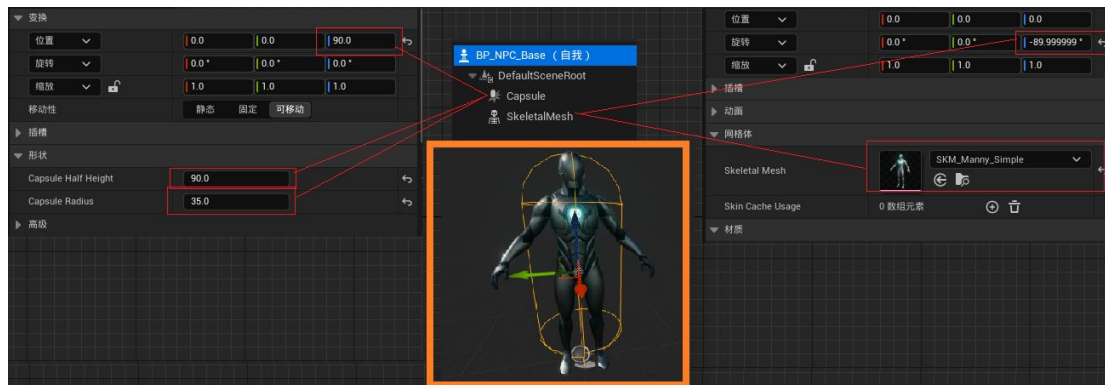 变换
位置 0.0 0.0 90.0
旋转 0.0 ° 0.0 ° 0.0 °
缩放 1.0 1.0 1.0
移动性 静态 固定 可移动
插槽
形状
Capsule Half Height 90.0
Capsule Radius 35.0
高级
BP_NPC_Base（自我）
DefaultSceneRoot
Capsule
SkeletalMesh
位置 0.0 0.0 0.0
旋转 0.0 ° 0.0 ° -89.999999 °
缩放 1.0 1.0 1.0
插槽
动画
网格体
Skeletal Mesh SKM_Manny_Simple
Skin Cache Usage 0 数组元素
材质